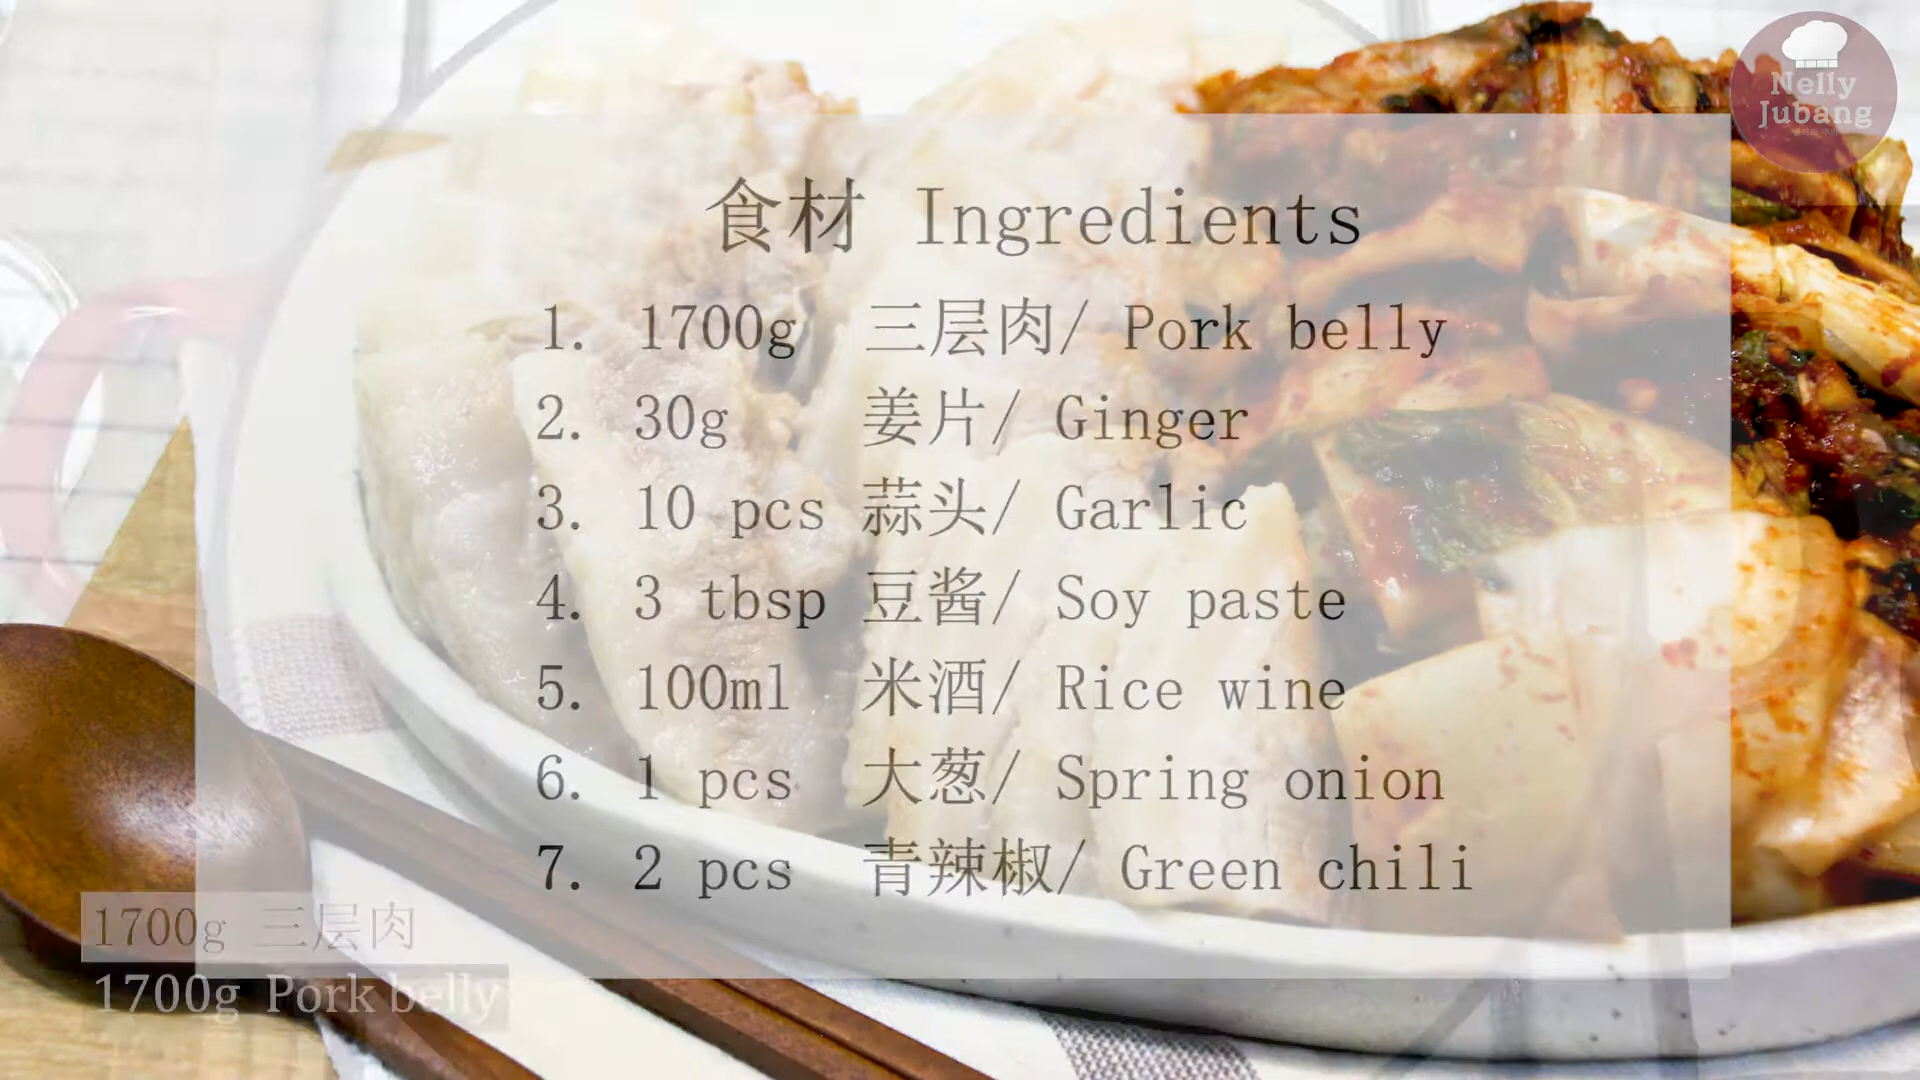 Nelly
Jubang
食材 Ingredients
1. 1700g 三层肉/ Pork belly
2. 30g 姜片/ Ginger
3. 10 pcs 蒜头/ Garlic
4. 3 tbsp 豆酱/ Soy paste
5. 100ml 米酒/ Rice wine
6. 1 pcs 大葱/ Spring onion
7. 2 pcs 青辣椒/ Green chili
1700g 三层肉
1700g Pork belly